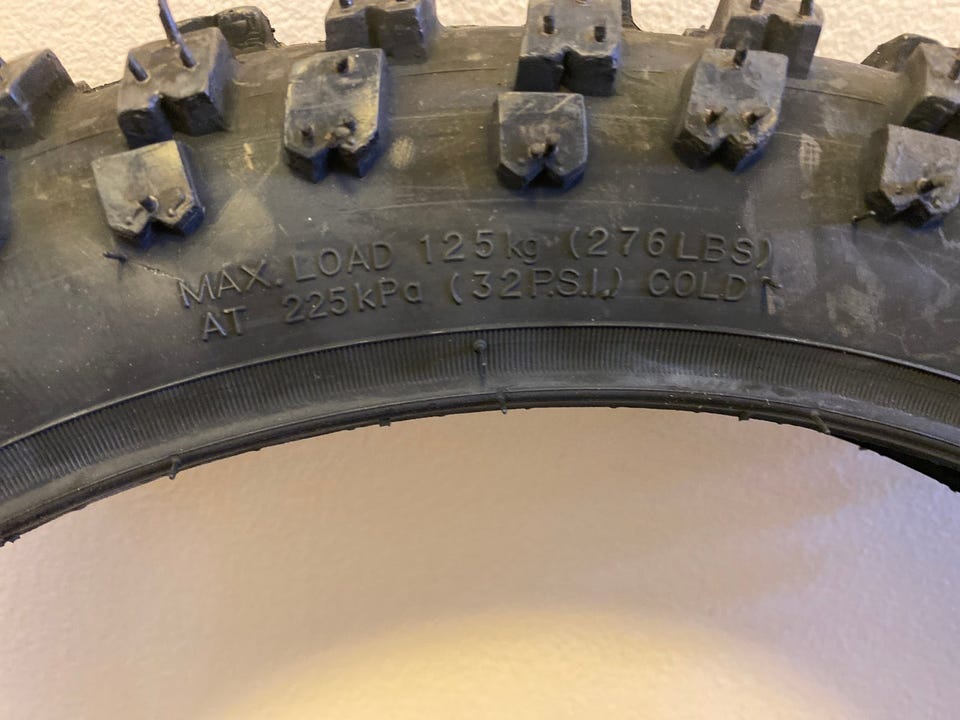 MAX. LOAD 125kg (276LBS)
AT 225kPa (32P.S.I.) COLD